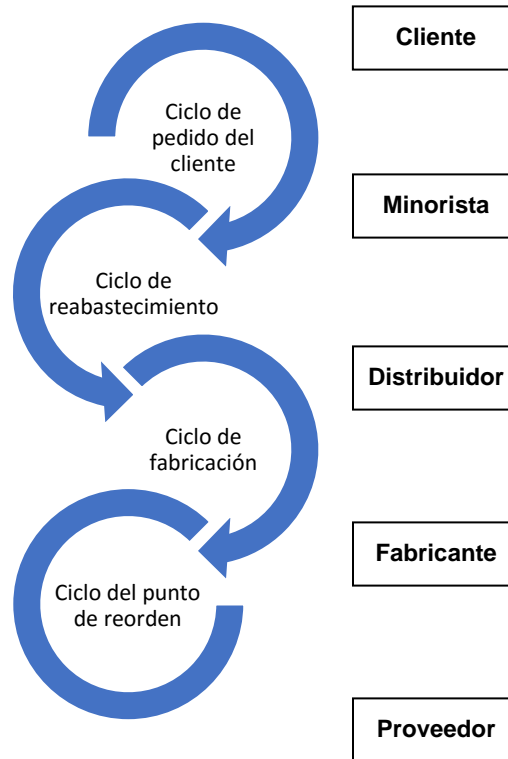 Cliente
Ciclo de
pedido del
cliente
Minorista
Ciclo de
reabastecimiento
Distribuidor
Ciclo de
fabricación
Fabricante
Ciclo del punto
de reorden
Proveedor